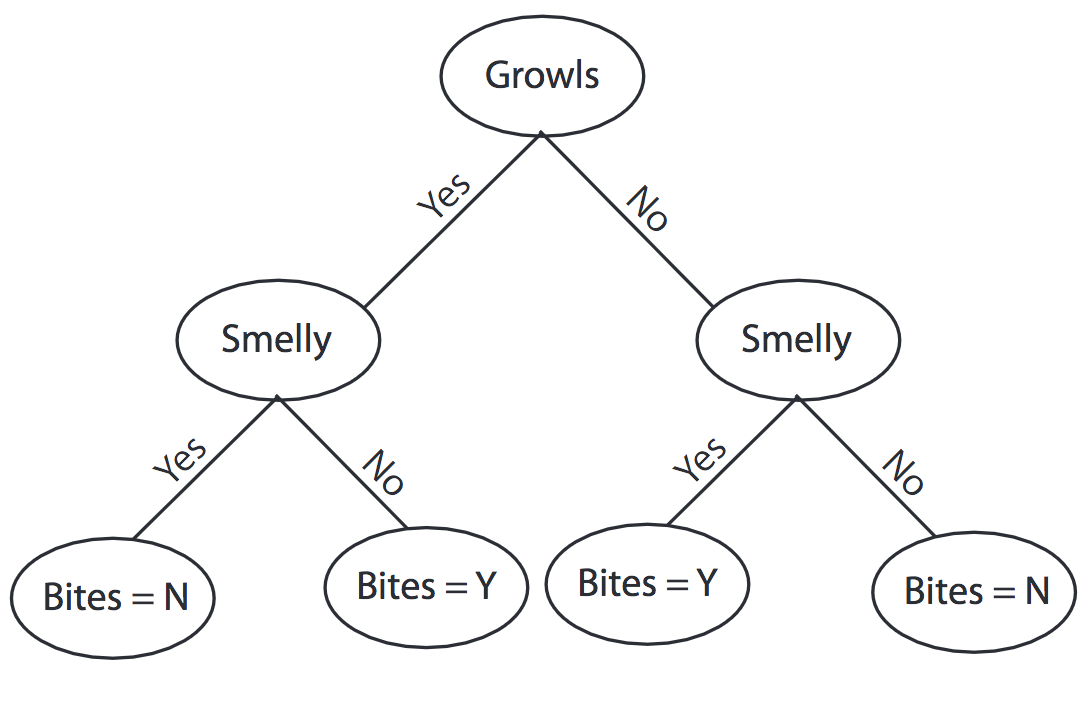 Growls
Yes
No
Smelly
Smelly
Yes
No
Yes
No
Bites = N
Bites = Y
Bites = Y
Bites = N